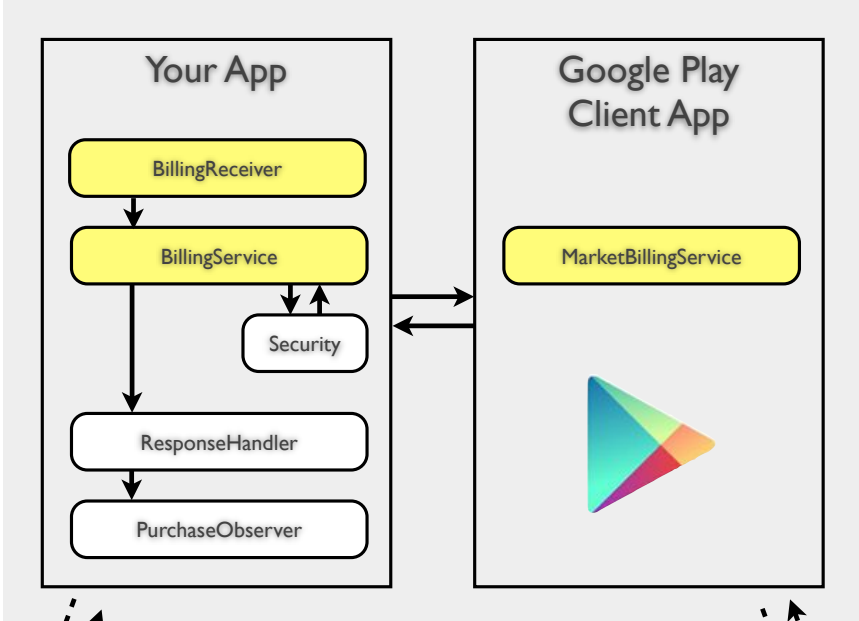 Your App
BillingReceiver
BillingService
Security
ResponseHandler
PurchaseObserver
Google Play
Client App
MarketBillingService